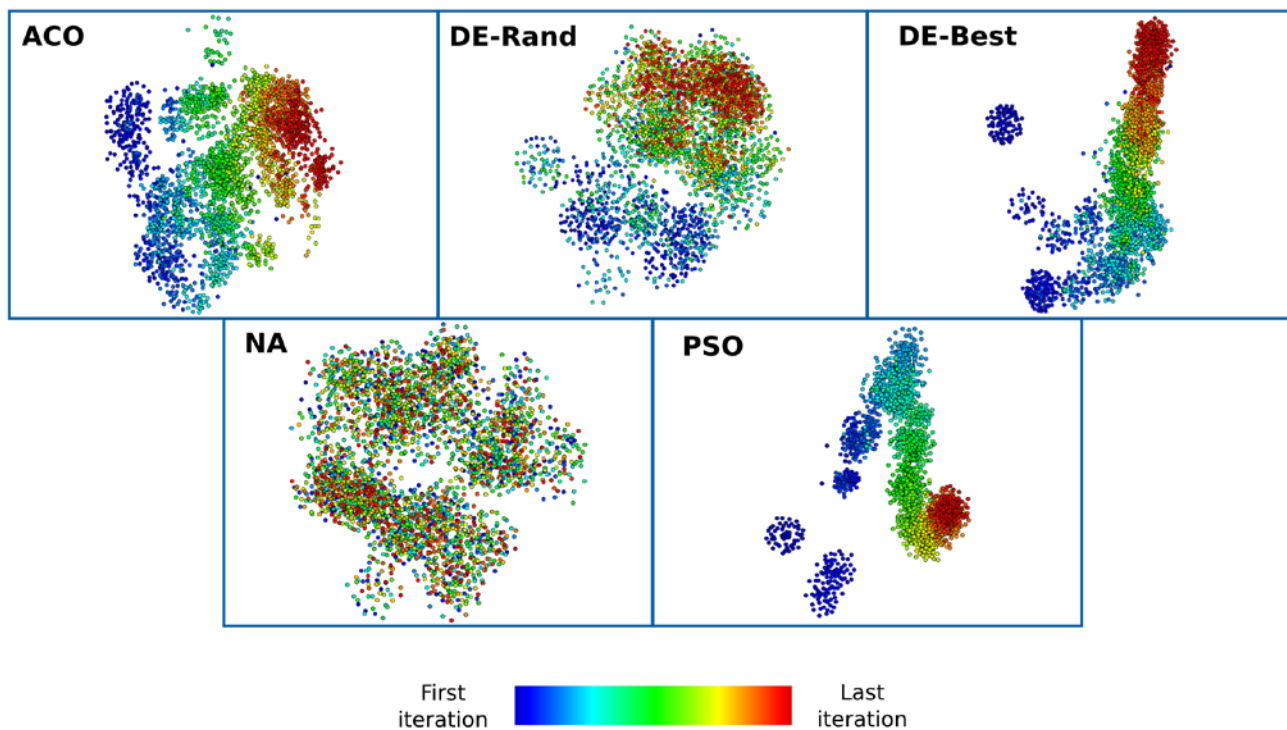 ACO
DE-Rand
DE-Best
NA
PSO
First
iteration
Last
iteration